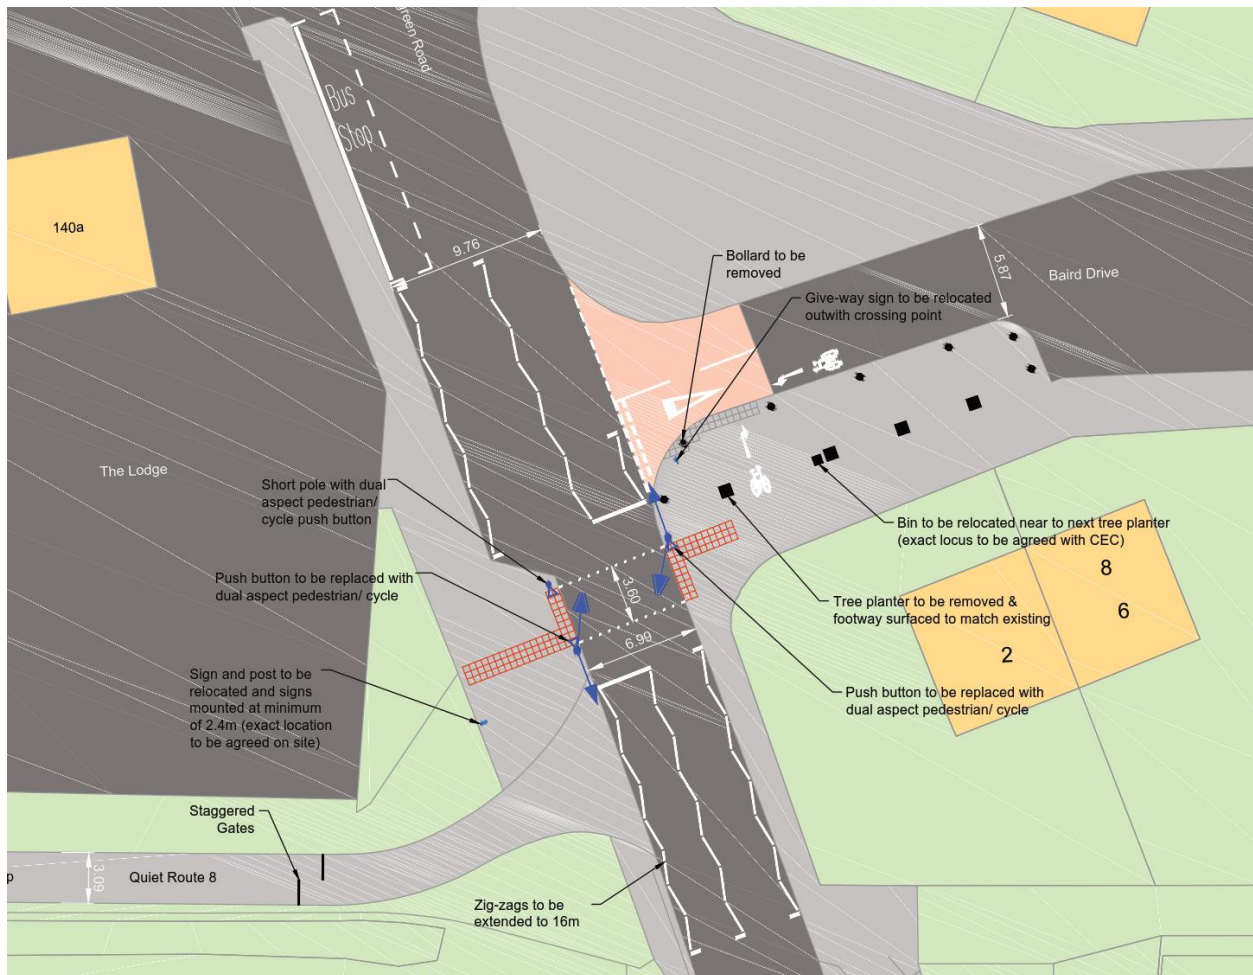 green Road
Bus
Stop
140a
9.76
Bollard to be
removed
5.87
Baird Drive
Give-way sign to be relocated
outwith crossing point
The Lodge
Short pole with dual
aspect pedestrian/
cycle push button
Bin to be relocated near to next tree planter
(exact locus to be agreed with CEC)
Push button to be replaced with
dual aspect pedestrian/ cycle
3.60
Tree planter to be removed &
footway surfaced to match existing
8
6
2
6.99
Sign and post to be
relocated and signs
mounted at minimum
of 2.4m (exact location
to be agreed on site)
Push button to be replaced with
dual aspect pedestrian/ cycle
Staggered
Gates
p
3.09
Quiet Route 8
Zig-zags to be
extended to 16m